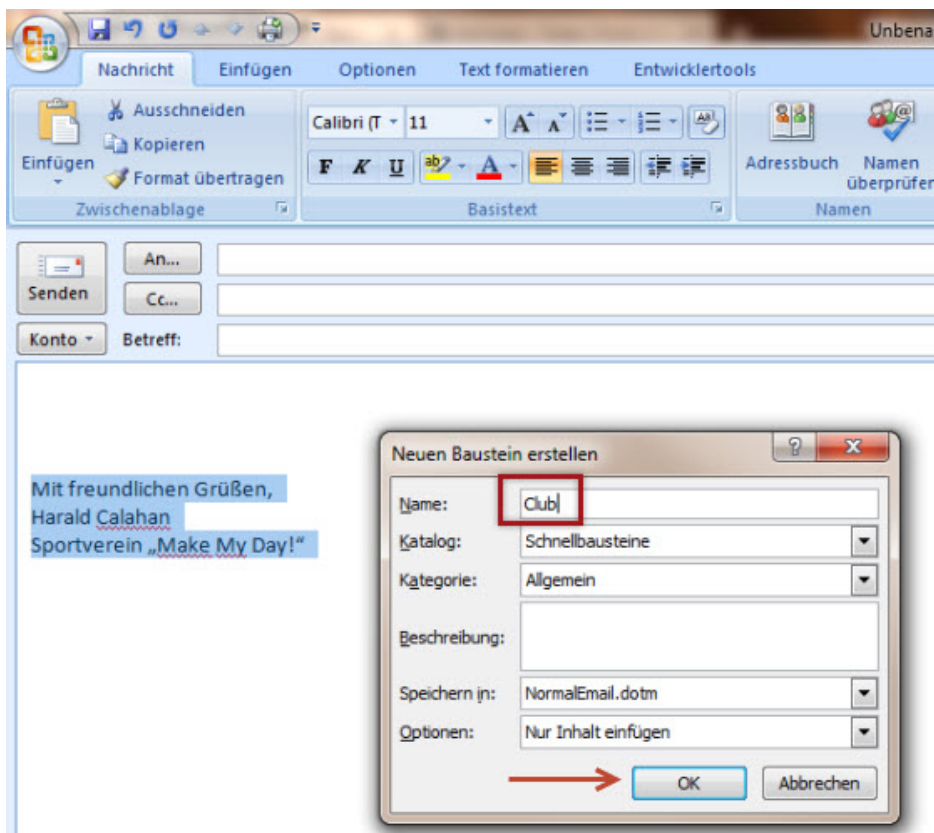 Unbena
Nachricht Einfügen Optionen Text formatieren Entwicklertools
Einfügen
Ausschneiden
Kopieren
Format übertragen
Zwischenablage
Calibri (T 11
F K U
Basistext
Adressbuch
Namen
überprüfen
Namen
Senden
An...
Cc...
Konto
Betreff:
Mit freundlichen Grüßen,
Harald Calahan
Sportverein „Make My Day!“
Neuen Baustein erstellen
Name: Club
Katalog: Schnellbausteine
Kategorie: Allgemein
Beschreibung:
Speichern in: NormalEmail.dotm
Optionen: Nur Inhalt einfügen
OK Abbrechen